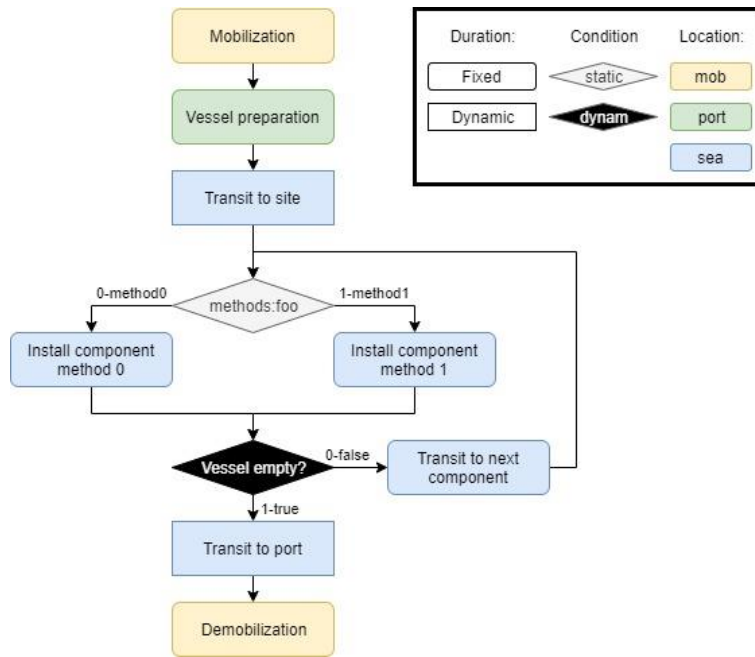 Mobilization
Vessel preparation
Transit to site
0-method0
methods:foo
1-method1
Install component
method 0
Install component
method 1
Vessel empty?
0-false
Transit to next
component
1-true
Transit to port
Demobilization
Duration:
Condition
Location:
Fixed
static
mob
Dynamic
dynam
port
sea